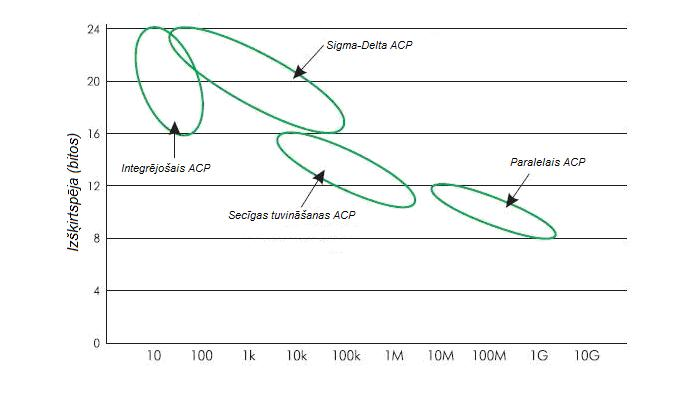 24
Sigma-Delta ACP
20
16
Integrējošais ACP
Paralelais ACP
12
Secīgas tuvināšanas ACP
8
4
0
Izšķirtspēja (bitos)
10 100 1k 10k 100k 1M 10M 100M 1G 10G